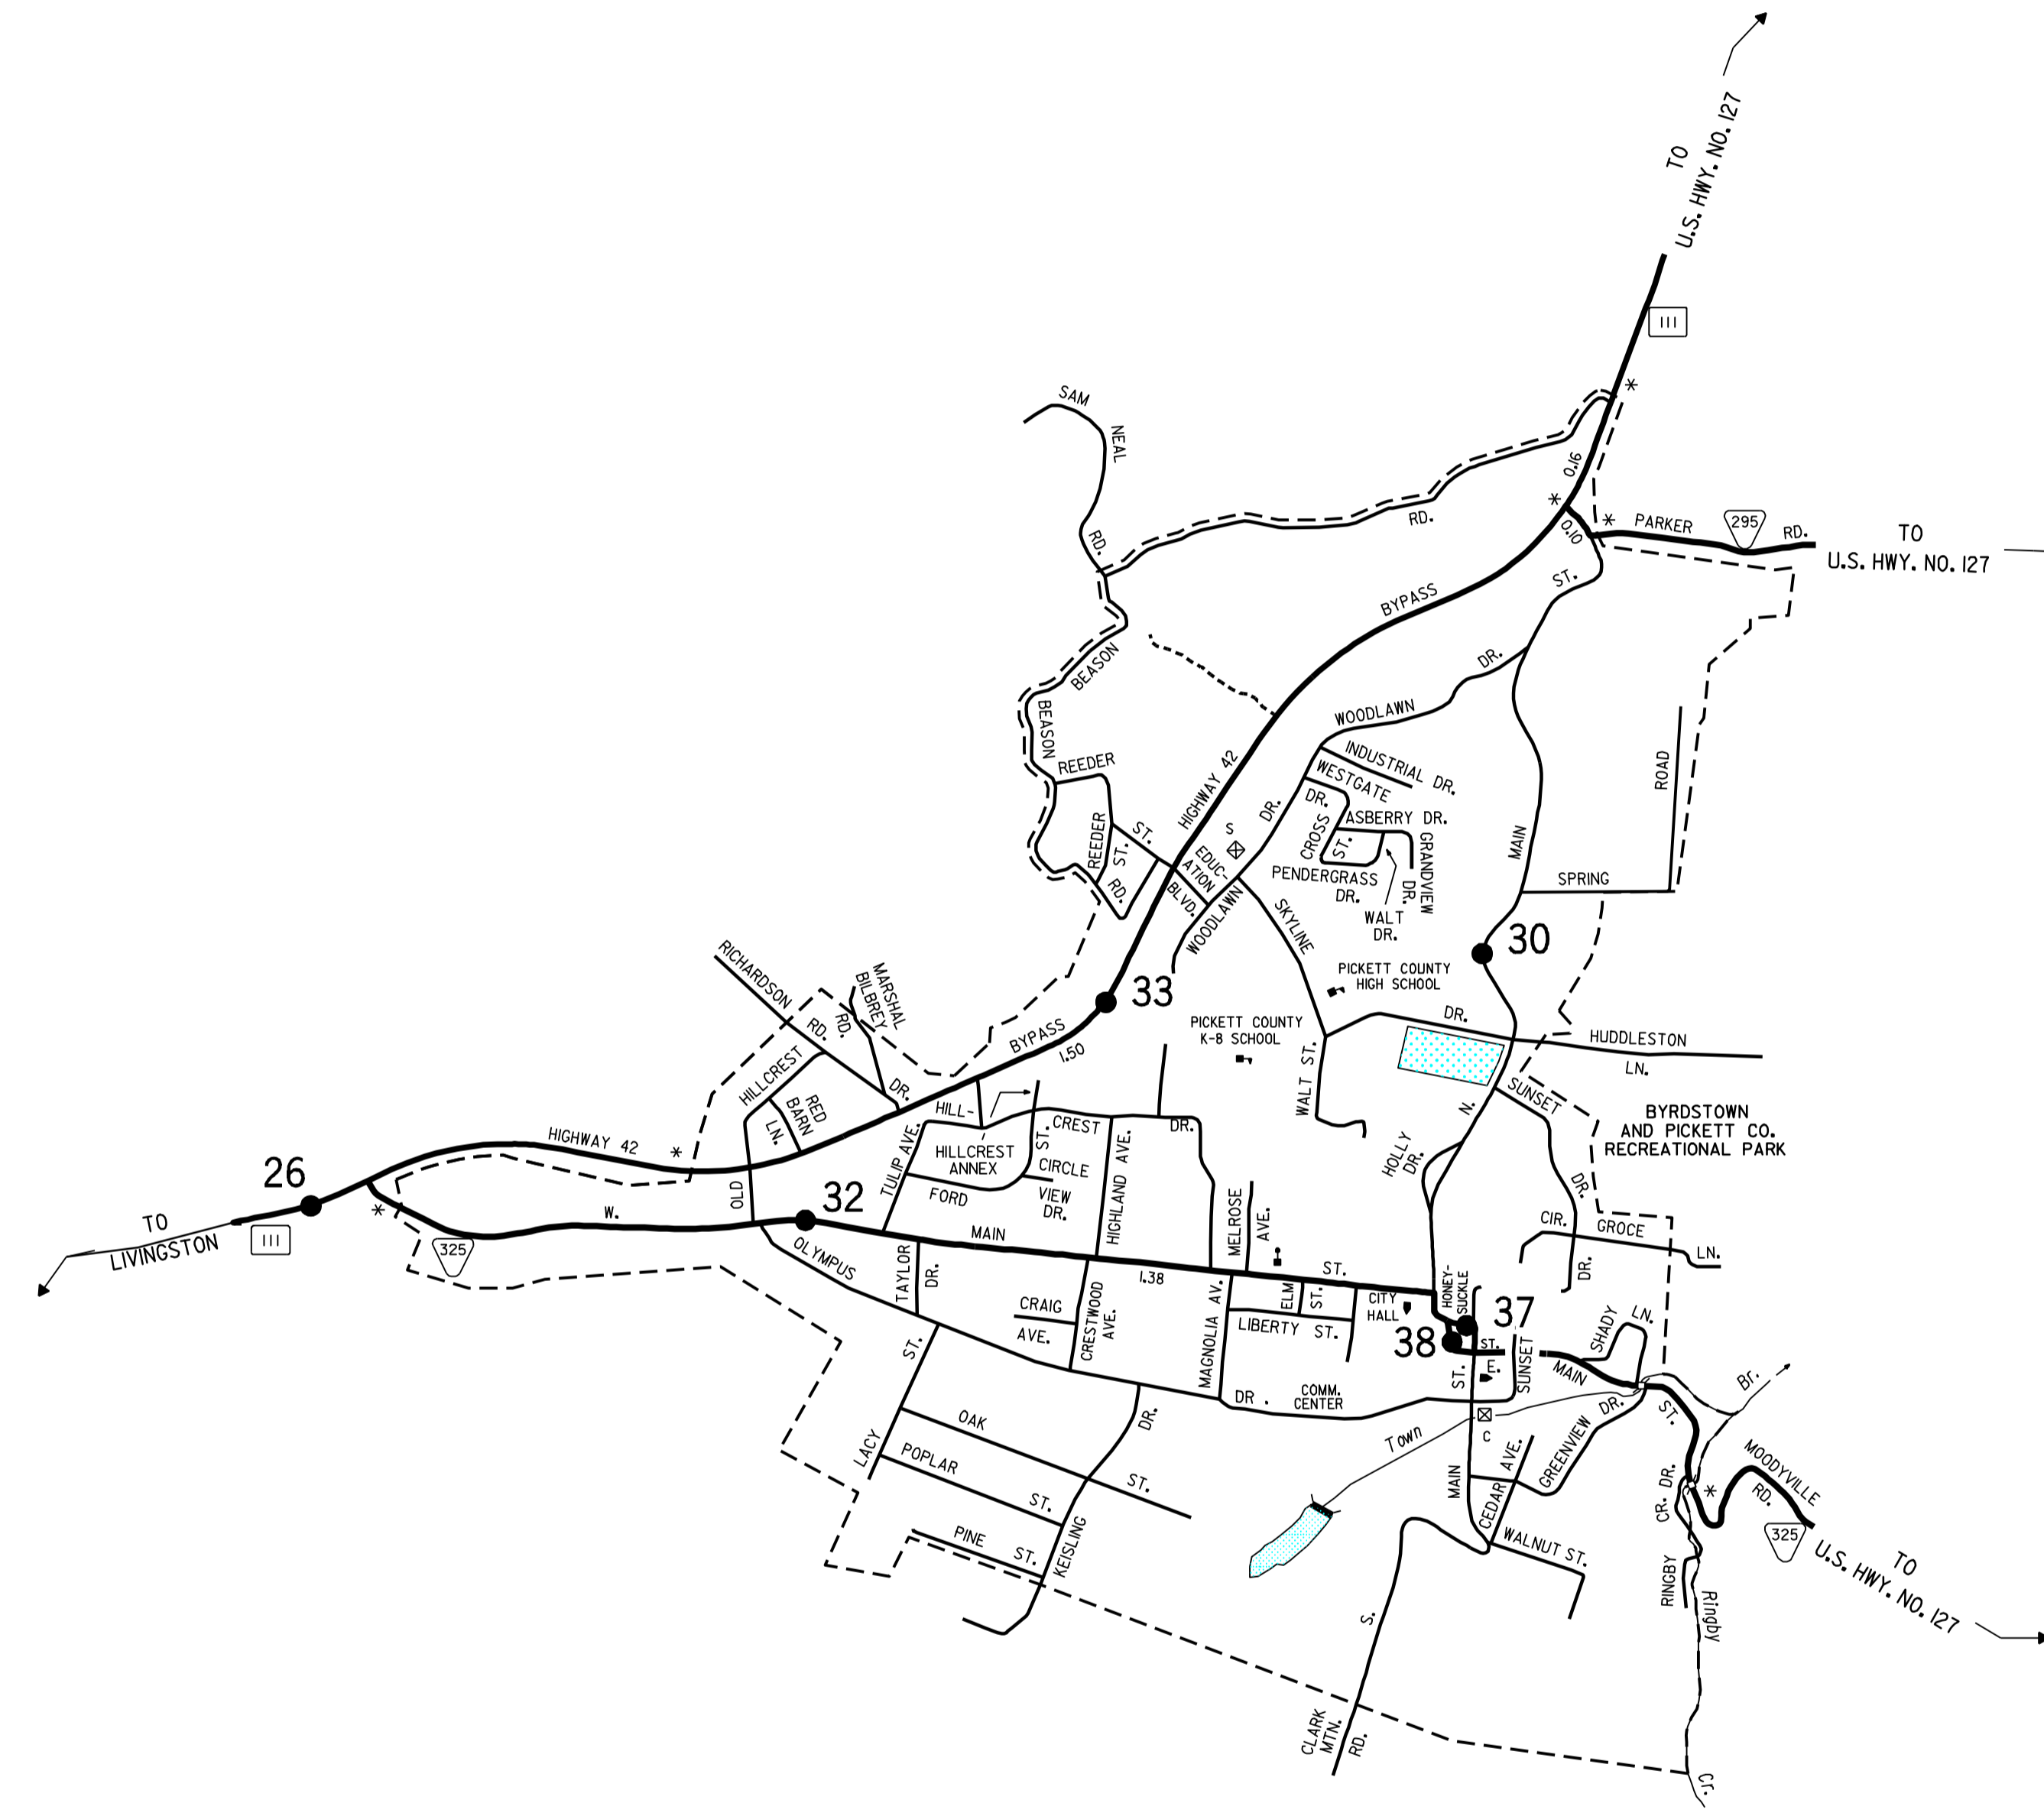 TO
U.S. HWY. NO. 127
111
*
SAM
NEAL
RD.
RD.
0.16
*
0.10
*
PARKER
295
RD.
TO
U.S. HWY. NO. 127
ST.
BYPASS
BEASON
BEASON
DR.
WOODLAWN
REEDER
INDUSTRIAL DR.
WESTGATE
DR.
HIGHWAY 42
DR.
ROAD
ASBERRY DR.
CROSS
ST.
S
REEDER
ST.
ST.
RD.
EDUC-
ATION
BLVD.
GRANDVIEW
DR.
MAIN
PENDERGRASS
DR.
SPRING
WALT
DR.
WOODLAWN
SKYLINE
30
RICHARDSON
RD.
MARSHAL
BILBREY
RD.
33
PICKETT COUNTY
HIGH SCHOOL
DR.
PICKETT COUNTY
K-8 SCHOOL
HUDDLESTON
LN.
BYPASS
1.50
HILLCREST
DR.
RED
BARN
LN.
WALT ST.
N.
SUNSET
BYRDSTOWN
AND PICKETT CO.
RECREATIONAL PARK
HILL-
CREST
DR.
ST.
TULIP AVE.
HILLCREST
ANNEX
CIRCLE
VIEW
DR.
FORD
HIGHLAND AVE.
HIGHWAY 42
*
26
HOLLY
DR.
DR.
OLD
32
W.
*
TO
LIVINGSTON
111
325
MAIN
MELROSE
AVE.
CIR.
GROCE
LN.
OLYMPUS
TAYLOR
DR.
1.38
ST.
DR.
HONEY-
SUCKLE
CRAIG
AVE.
CRESTWOOD
AVE.
MAGNOLIA AV.
ELM
ST.
CITY
HALL
37
LIBERTY ST.
38
ST.
SHADY
LN.
ST.
E.
SUNSET
MAIN
ST.
LACY
OAK
ST.
DR.
DR .
COMM.
CENTER
DR.
ST.
Br.
Town
C
POPLAR
ST.
MAIN
CEDAR AVE.
GREENVIEW
MOODYVILLE
RD.
*
CR. DR.
RINGBY
325
PINE
ST.
KEISLING
WALNUT ST.
TO
U.S. HWY. NO. 127
S.
Ringby
CLARK
MTN.
RD.
Cr.